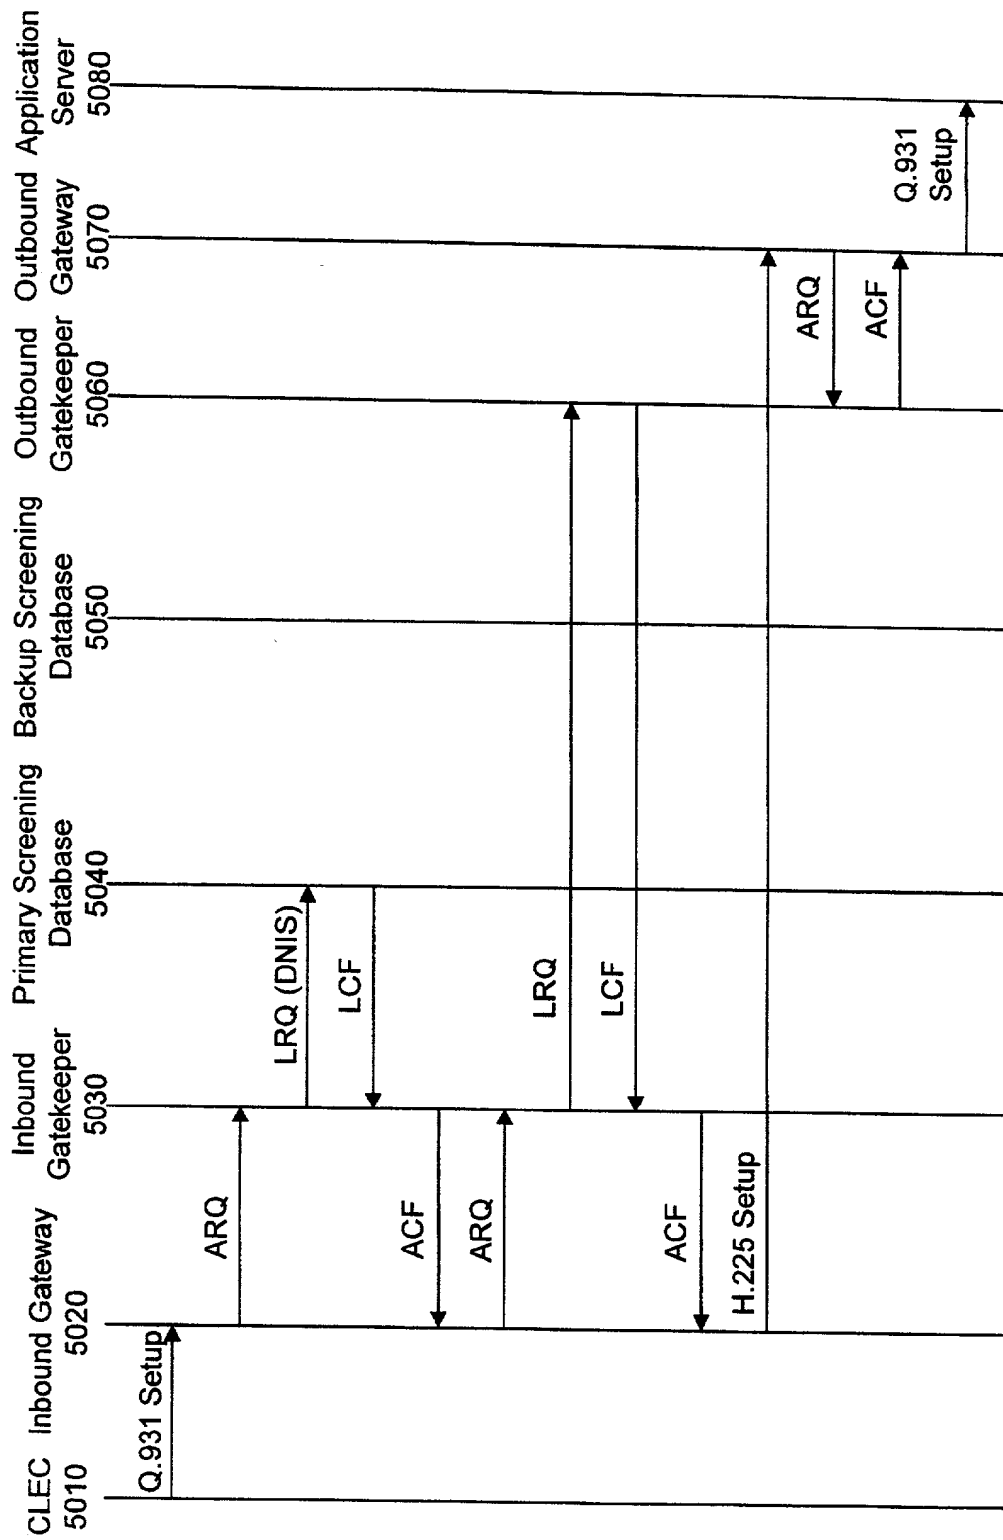 CLEC
5010
Inbound Gateway
5020
Inbound
Gatekeeper
5030
Primary Screening
Database
5040
Backup Screening
Database
5050
Outbound
Gatekeeper
5060
Outbound
Gateway
5070
Application
Server
5080
Q.931 Setup
ARQ
LRQ (DNIS)
LCF
ACF
ARQ
LRQ
LCF
ACF
H.225 Setup
ARQ
ACF
Q.931
Setup